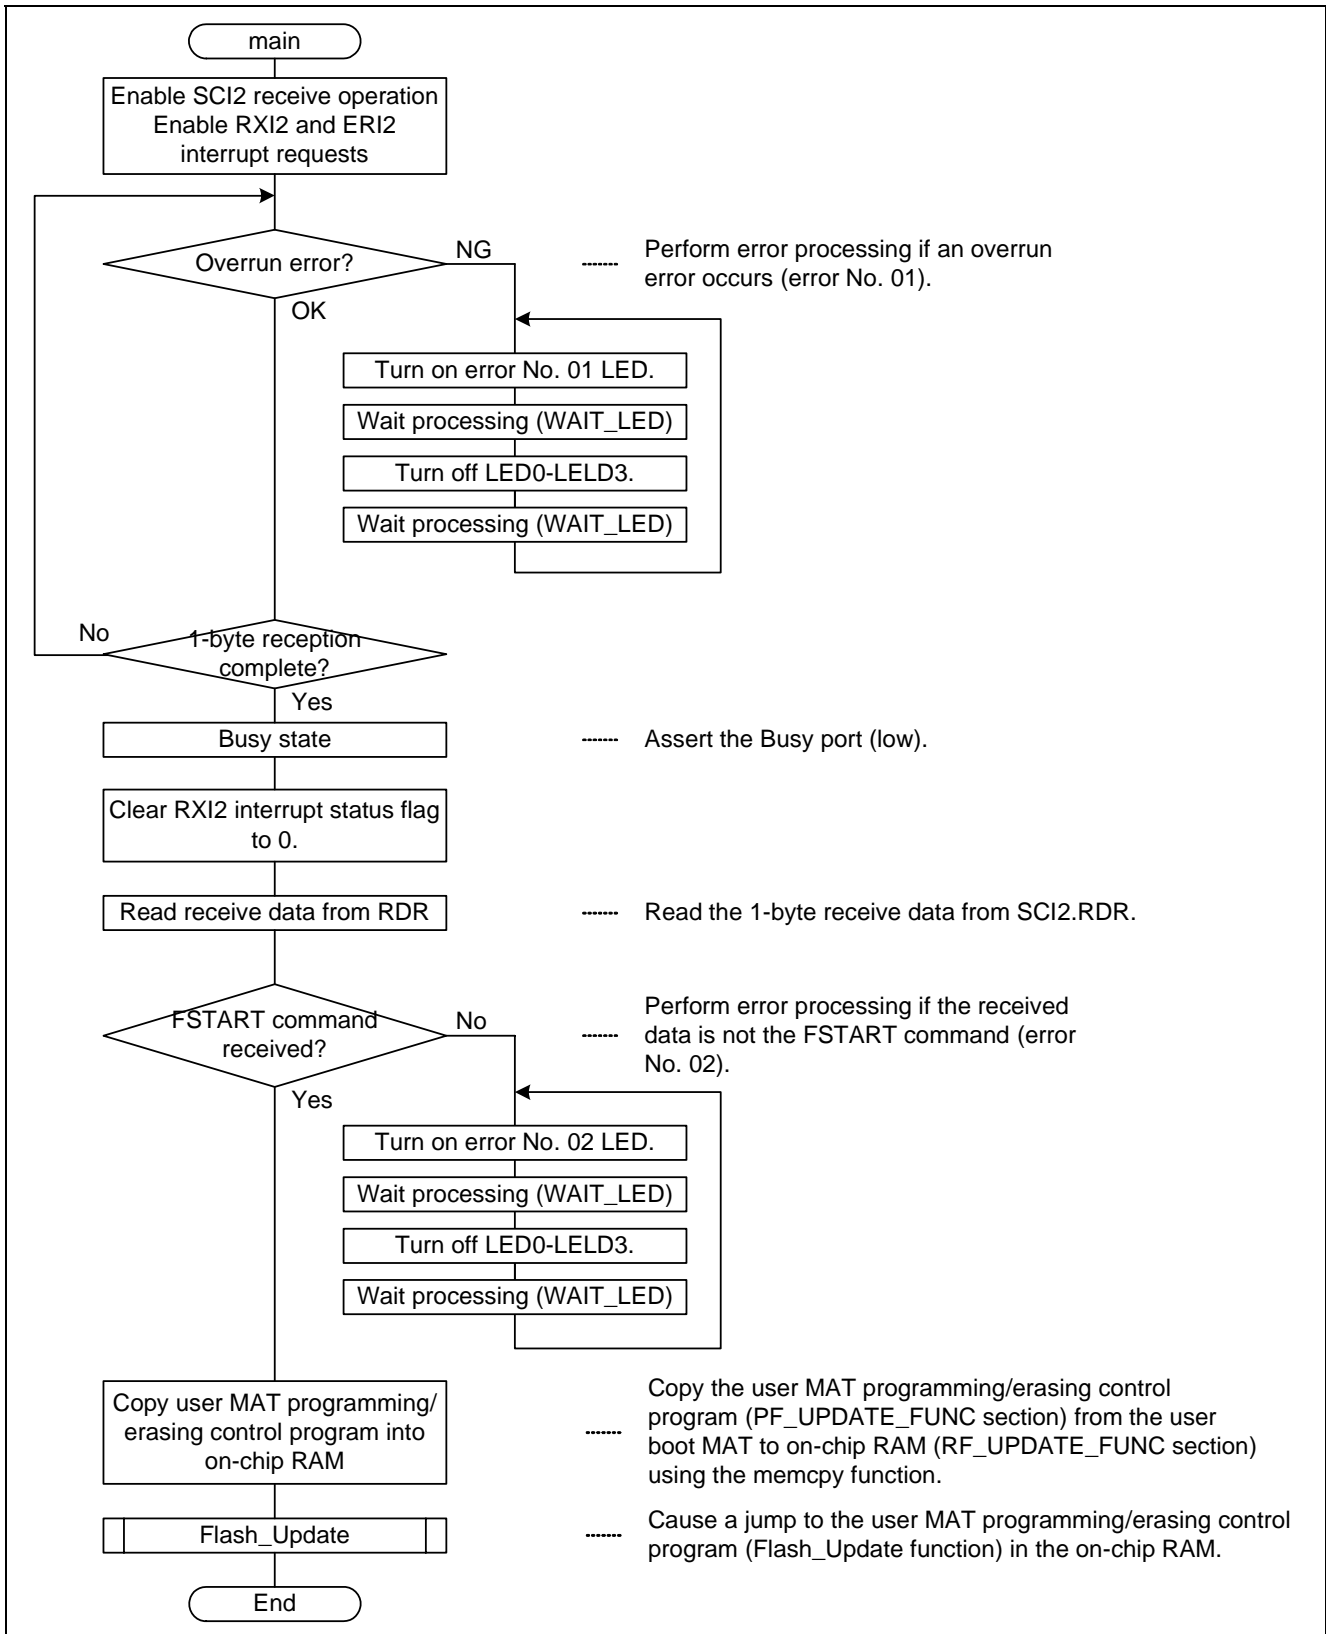 main
Enable SCI2 receive operation
Enable RXI2 and ERI2
interrupt requests
Overrun error?
NG
Perform error processing if an overrun
error occurs (error No. 01).
OK
Turn on error No. 01 LED.
Wait processing (WAIT_LED)
Turn off LED0-LELD3.
Wait processing (WAIT_LED)
No
1-byte reception
complete?
Yes
Busy state
Assert the Busy port (low).
Clear RXI2 interrupt status flag
to 0.
Read receive data from RDR
Read the 1-byte receive data from SCI2.RDR.
FSTART command
received?
No
Perform error processing if the received
data is not the FSTART command (error
No. 02).
Yes
Turn on error No. 02 LED.
Wait processing (WAIT_LED)
Turn off LED0-LELD3.
Wait processing (WAIT_LED)
Copy user MAT programming/
erasing control program into
on-chip RAM
Copy the user MAT programming/erasing control
program (PF_UPDATE_FUNC section) from the user
boot MAT to on-chip RAM (RF_UPDATE_FUNC section)
using the memcpy function.
Flash_Update
Cause a jump to the user MAT programming/erasing control
program (Flash_Update function) in the on-chip RAM.
End